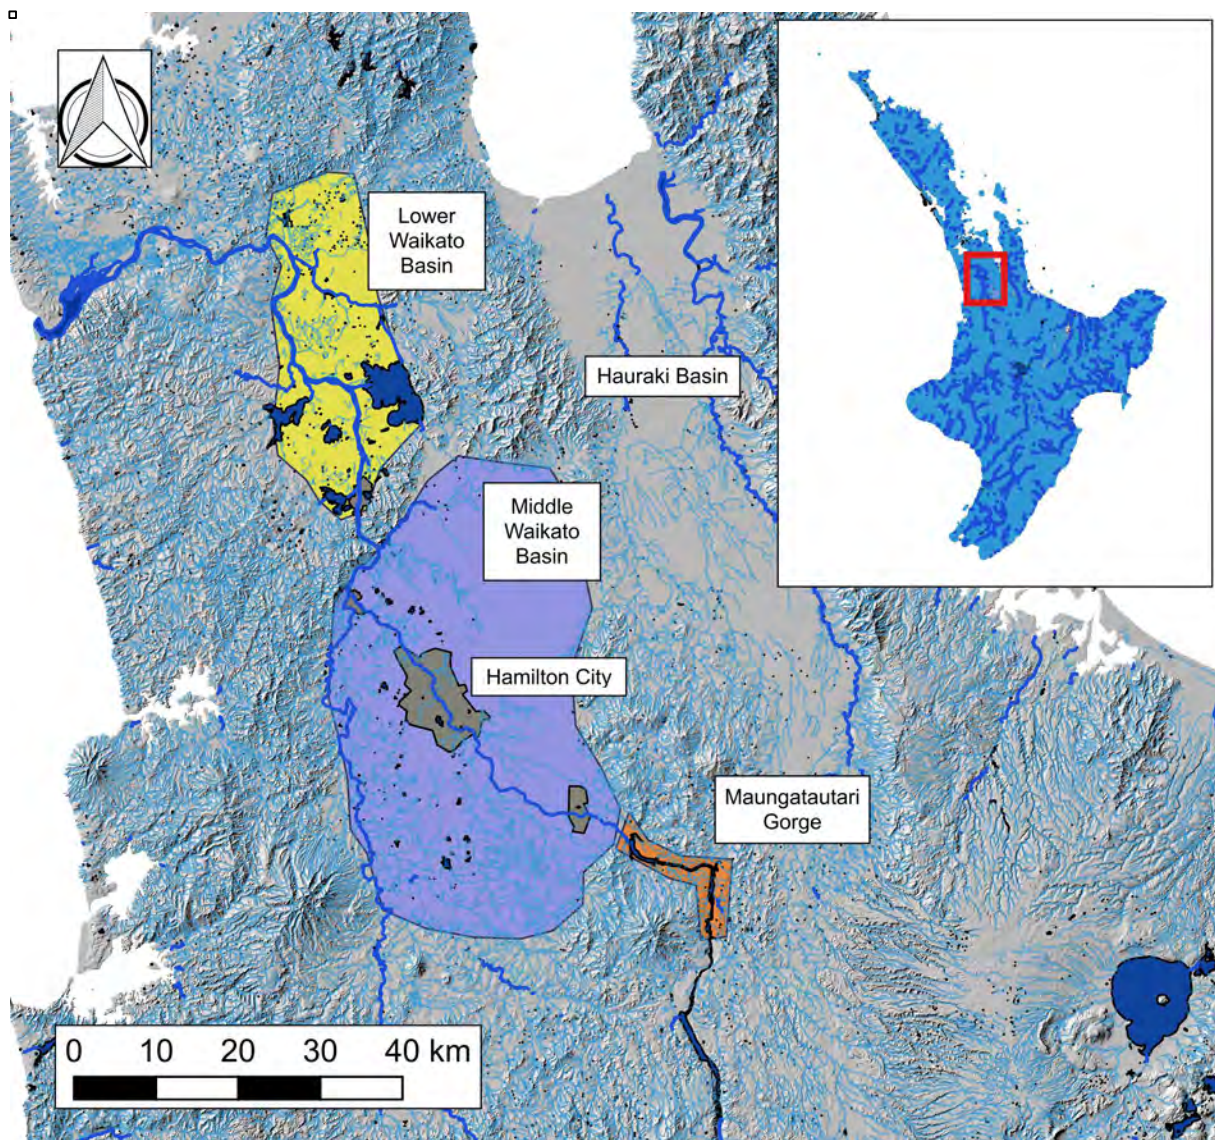 Lower
Waikato
Basin
Hauraki Basin
Middle
Waikato
Basin
Hamilton City
Maungatautari
Gorge
0 10 20 30 40 km